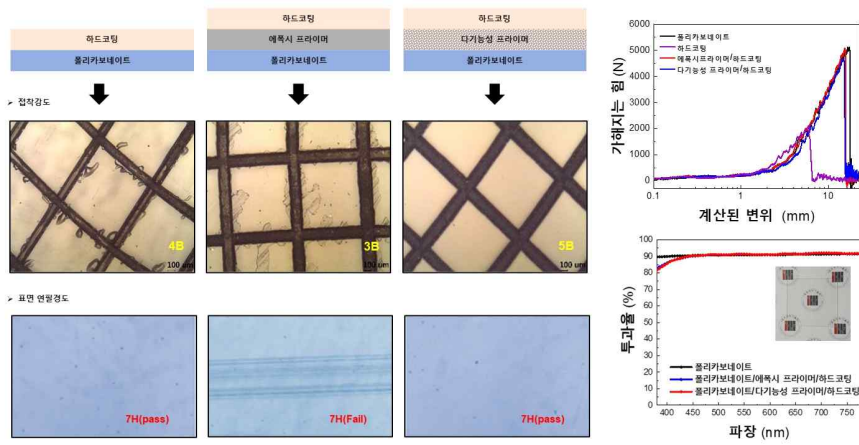 하드코팅
폴리카보네이트
하드코팅
에폭시 프라이머
폴리카보네이트
하드코팅
다기능성 프라이머
폴리카보네이트
➢ 접착강도
4B
100 um
3B
100 um
5B
100 um
➢ 표면 연필경도
7H(pass)
7H(Fail)
7H(pass)
가해지는 힘 (N)
6000
5000
4000
3000
2000
1000
0
폴리카보네이트
하드코팅
에폭시프라이머/하드코팅
다기능성 프라이머/하드코팅
0.1 1 10
계산된 변위 (mm)
투과율 (%)
100
90
80
70
60
50
40
30
20
10
0
폴리카보네이트
폴리카보네이트/에폭시 프라이머/하드코팅
폴리카보네이트/다기능성 프라이머/하드코팅
400 450 500 550 600 650 700 750
파장 (nm)